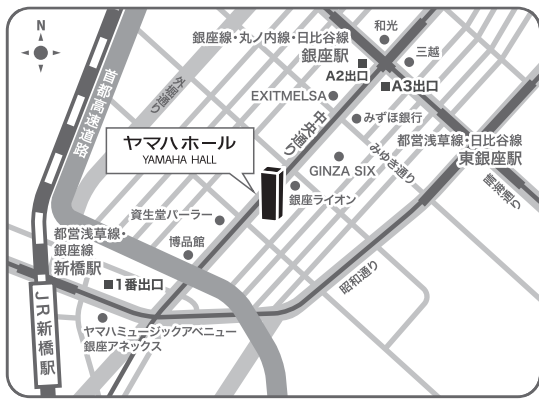 N
和光
銀座線・丸ノ内線・日比谷線
銀座駅
三越
A2出口
A3出口
首都高速道路
外堀通り
EXITMELSA
中央通り
みずほ銀行
都営浅草線・日比谷線
東銀座駅
ヤマハホール
YAMAHA HALL
GINZA SIX
みゆき通り
晴海通り
銀座ライオン
資生堂パーラー
都営浅草線・
銀座線
新橋駅
博品館
昭和通り
1番出口
JR新橋駅
ヤマハミュージックアベニュー
銀座アネックス